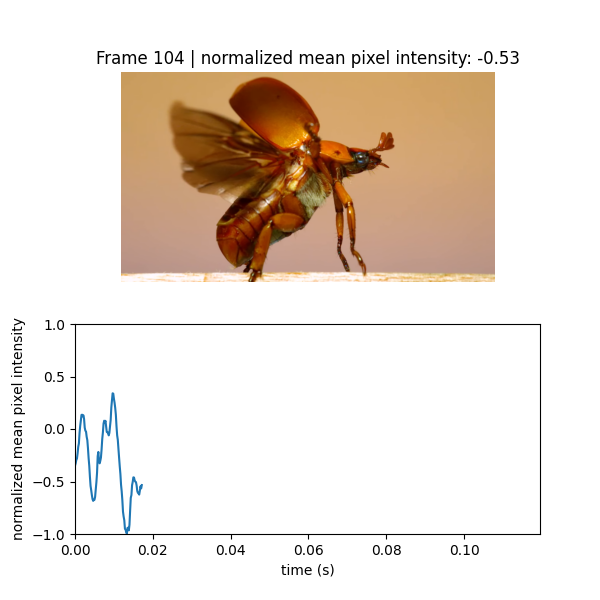 Frame 104 | normalized mean pixel intensity: -0.53
normalized mean pixel intensity
1.0
0.5
0.0
−0.5
−1.0
0.00 0.02 0.04 0.06 0.08 0.10
time (s)